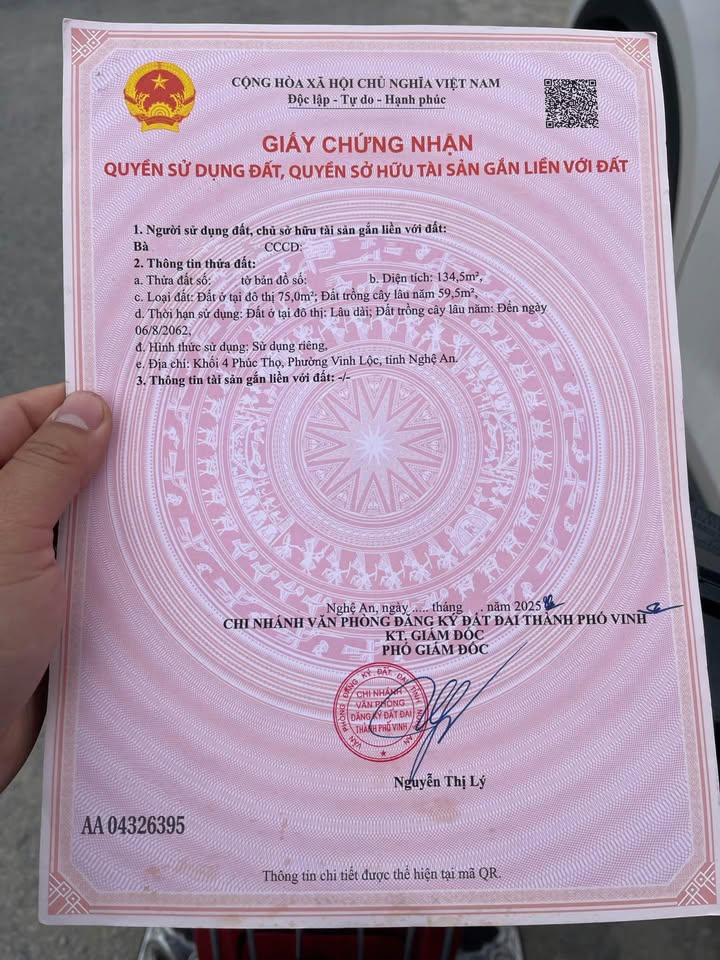 CỘNG HÒA XÃ HỘI CHỦ NGHĨA VIỆT NAM
Độc lập - Tự do - Hạnh phúc
GIẤY CHỨNG NHẬN
QUYỀN SỬ DỤNG ĐẤT, QUYỀN SỞ HỮU TÀI SẢN GẮN LIỀN VỚI ĐẤT
1. Người sử dụng đất, chủ sở hữu tài sản gắn liền với đất:
Bà CCCD:
2. Thông tin thửa đất:
a. Thửa đất số: tờ bản đồ số: b. Diện tích: 134,5m²,
c. Loại đất: Đất ở tại đô thị 75,0m²; Đất trồng cây lâu năm 59,5m²,
d. Thời hạn sử dụng: Đất ở tại đô thị: Lâu dài; Đất trồng cây lâu năm: Đến ngày
06/8/2062,
đ. Hình thức sử dụng: Sử dụng riêng,
e. Địa chỉ: Khối 4 Phúc Thọ, Phường Vinh Lộc, tỉnh Nghệ An.
3. Thông tin tài sản gắn liền với đất: -/-
Nghệ An, ngày ..... tháng . năm 2025
CHI NHÁNH VĂN PHÒNG ĐĂNG KÝ ĐẤT ĐAI THÀNH PHỐ VINH
KT, GIÁM ĐỐC
PHÓ GIÁM ĐỐC
VĂN PHÒNG ĐĂNG KÝ ĐẤT ĐAI TỈNH NGHỆ AN
CHI NHÁNH
VĂN PHÒNG
ĐĂNG KÝ ĐẤT ĐAI
THÀNH PHỐ VINH
Nguyễn Thị Lý
AA 04326395
Thông tin chi tiết được thể hiện tại mã QR.